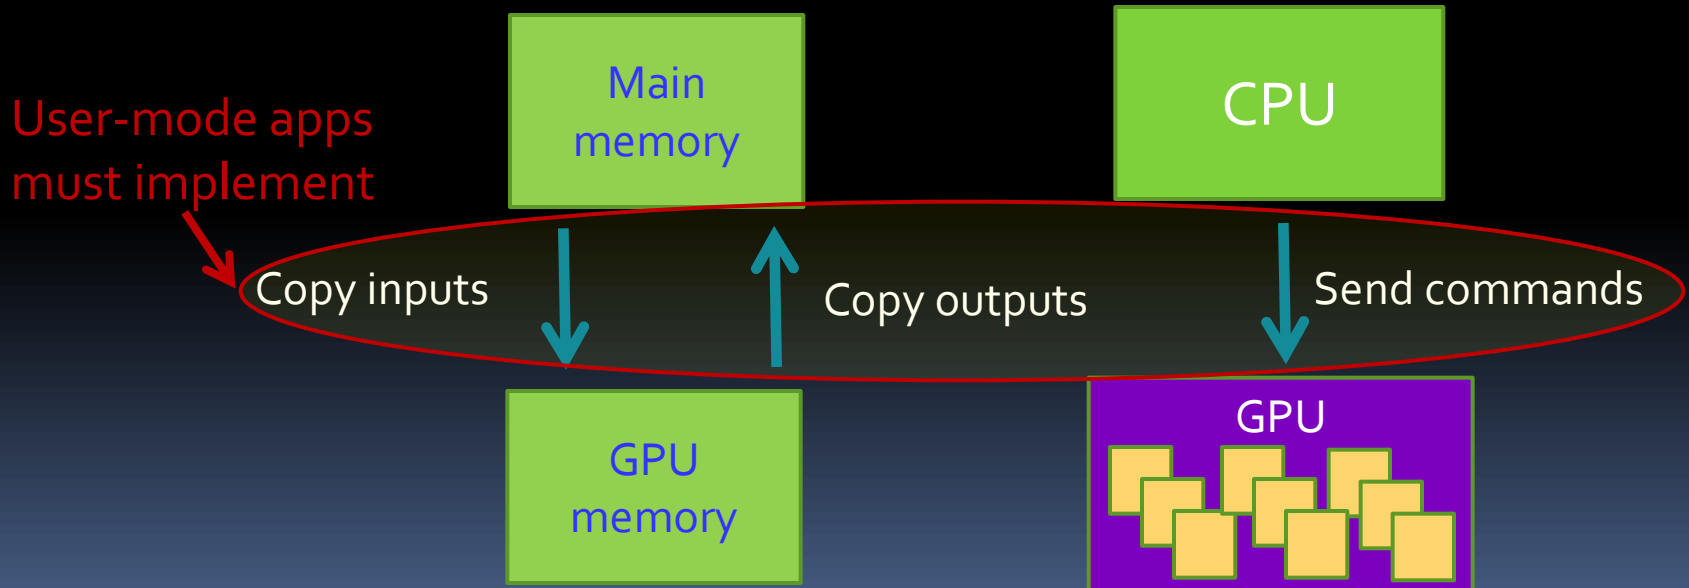 User-mode apps
must implement
Main
memory
CPU
Copy inputs
Copy outputs
Send commands
GPU
memory
GPU